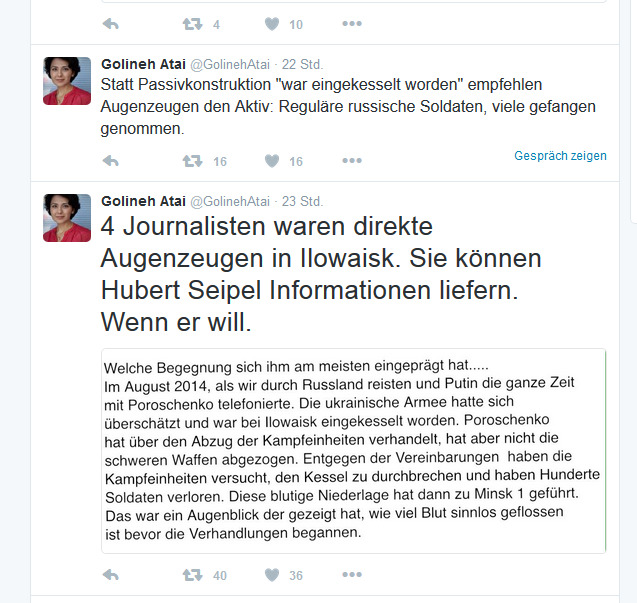 4 10 •••
Golineh Atai @GolinehAtai · 22 Std.
Statt Passivkonstruktion "war eingekesselt worden" empfehlen
Augenzeugen den Aktiv: Reguläre russische Soldaten, viele gefangen
genommen.
16 16 •••
Gespräch zeigen
Golineh Atai @GolinehAtai · 23 Std.
4 Journalisten waren direkte
Augenzeugen in Ilowaisk. Sie können
Hubert Seipel Informationen liefern.
Wenn er will.
Welche Begegnung sich ihm am meisten eingeprägt hat.....
Im August 2014, als wir durch Russland reisten und Putin die ganze Zeit
mit Poroschenko telefonierte. Die ukrainische Armee hatte sich
überschätzt und war bei Ilowaisk eingekesselt worden. Poroschenko
hat über den Abzug der Kampfeinheiten verhandelt, hat aber nicht die
schweren Waffen abgezogen. Entgegen der Vereinbarungen haben die
Kampfeinheiten versucht, den Kessel zu durchbrechen und haben Hunderte
Soldaten verloren. Diese blutige Niederlage hat dann zu Minsk 1 geführt.
Das war ein Augenblick der gezeigt hat, wie viel Blut sinnlos geflossen
ist bevor die Verhandlungen begannen.
40 36 •••